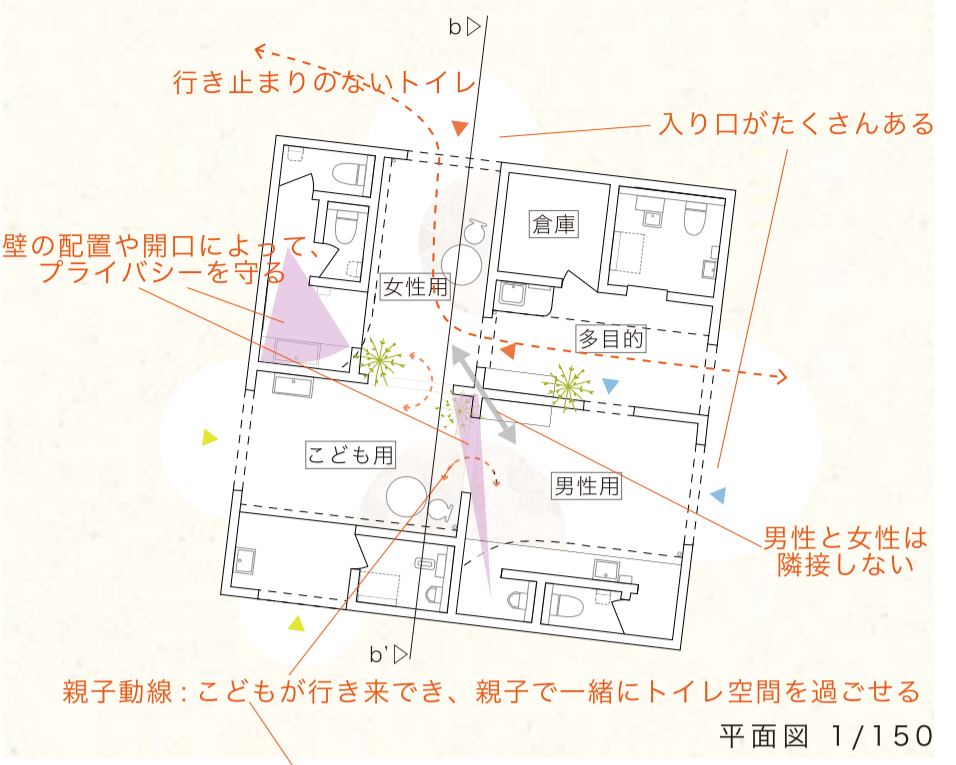 b▷
行き止まりのないトイレ
入り口がたくさんある
倉庫
壁の配置や開口によって、
プライバシーを守る
女性用
多目的
こども用
男性用
男性と女性は
隣接しない
b'▷
親子動線:こどもが行き来でき、親子で一緒にトイレ空間を過ごせる
平面図 1/150